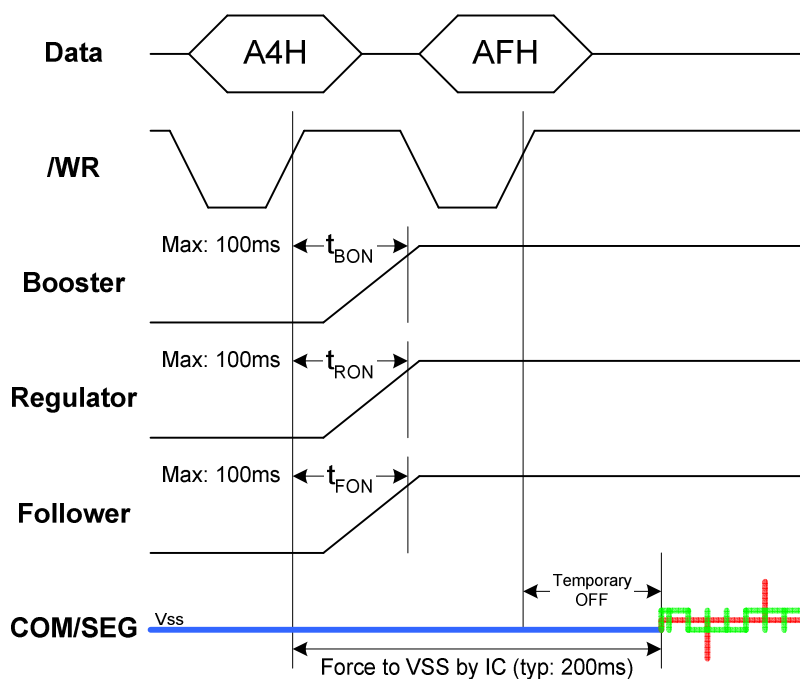 Data
A4H
AFH
/WR
Max: 100ms
tBON
Booster
Max: 100ms
tRON
Regulator
Max: 100ms
tFON
Follower
Temporary
OFF
COM/SEG
Vss
Force to VSS by IC (typ: 200ms)